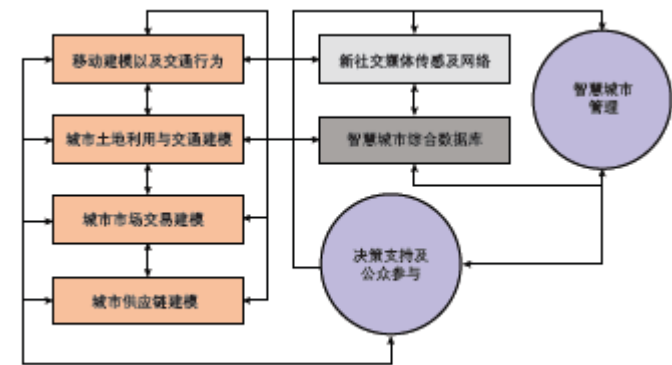 移动建模以及交通行为
新社交媒体传感及网络
智慧城市
管理
城市土地利用与交通建模
智慧城市综合数据库
城市市场交易建模
决策支持及
公众参与
城市供应链建模